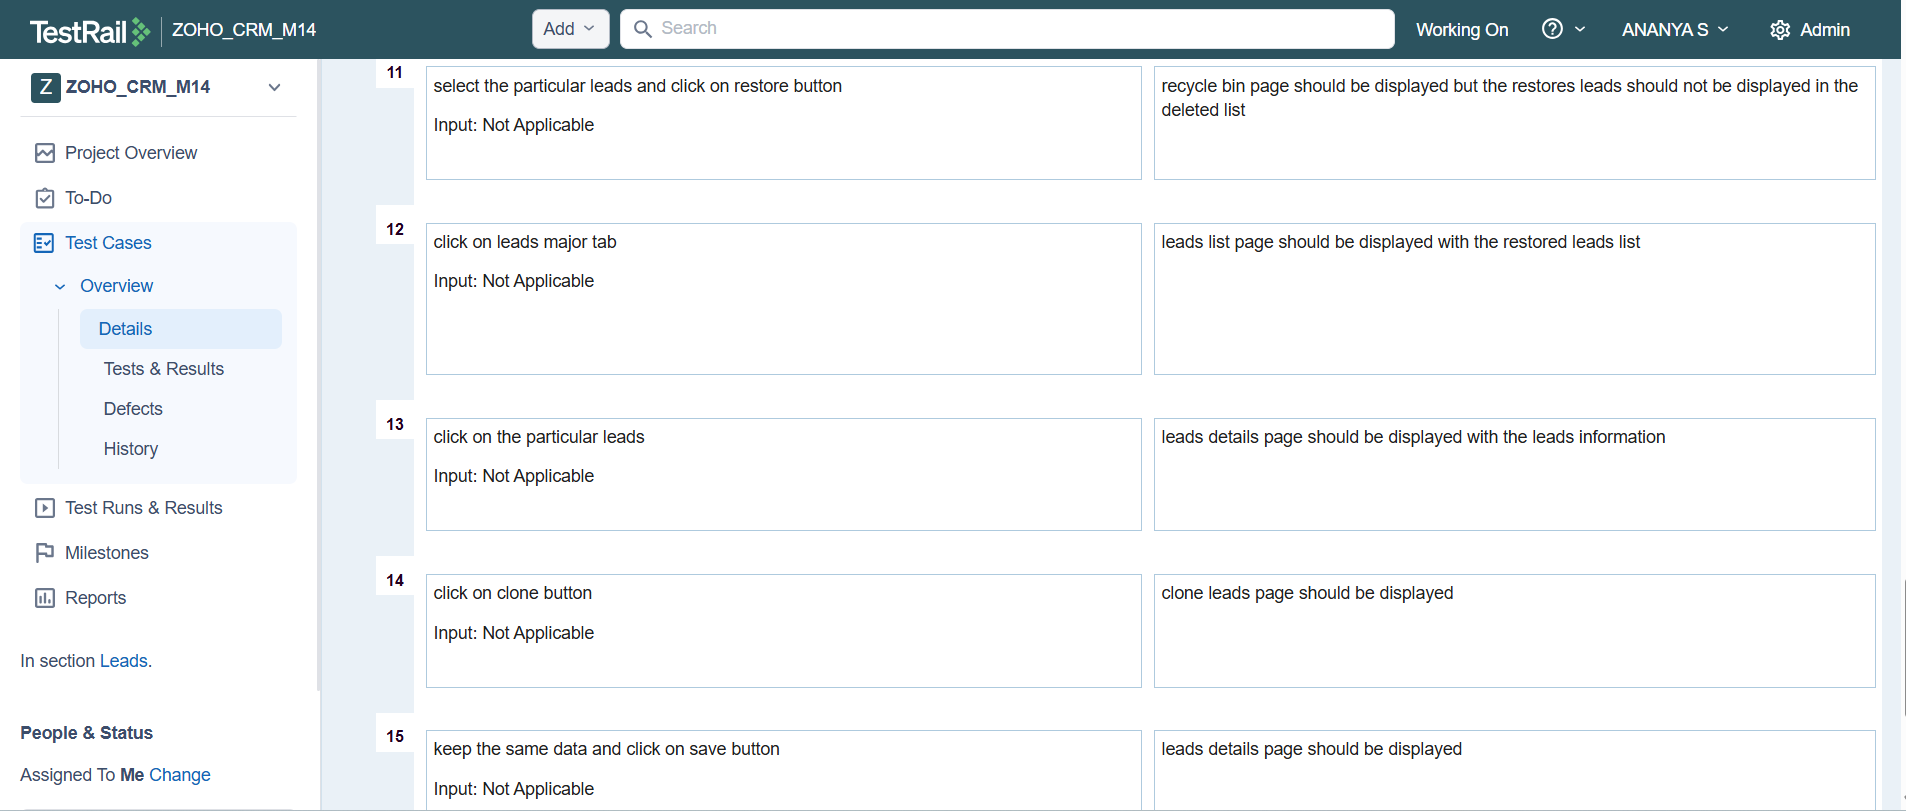 TestRail ZOHO_CRM_M14 Add Search Working On ANANYA S Admin
Z ZOHO_CRM_M14
Project Overview
To-Do
Test Cases
Overview
Details
Tests & Results
Defects
History
Test Runs & Results
Milestones
Reports
In section Leads.
People & Status
Assigned To Me Change
11
select the particular leads and click on restore button
Input: Not Applicable
recycle bin page should be displayed but the restores leads should not be displayed in the
deleted list
12
click on leads major tab
Input: Not Applicable
leads list page should be displayed with the restored leads list
13
click on the particular leads
Input: Not Applicable
leads details page should be displayed with the leads information
14
click on clone button
Input: Not Applicable
clone leads page should be displayed
15
keep the same data and click on save button
Input: Not Applicable
leads details page should be displayed